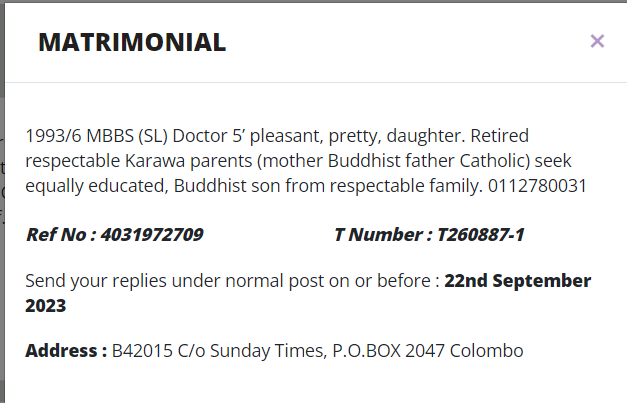 MATRIMONIAL ×
1993/6 MBBS (SL) Doctor 5’ pleasant, pretty, daughter. Retired
respectable Karawa parents (mother Buddhist father Catholic) seek
equally educated, Buddhist son from respectable family. 0112780031
Ref No : 4031972709 T Number : T260887-1
Send your replies under normal post on or before : 22nd September
2023
Address : B42015 C/o Sunday Times, P.O.BOX 2047 Colombo